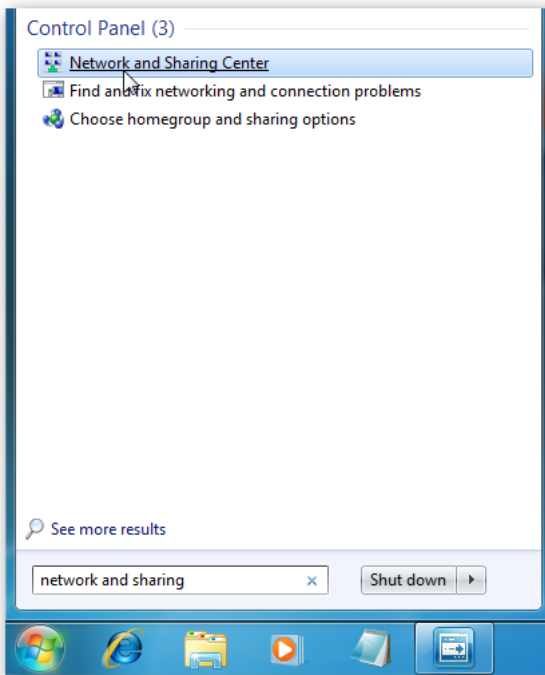 Control Panel (3)
Network and Sharing Center
Find and fix networking and connection problems
Choose homegroup and sharing options
See more results
network and sharing
Shut down